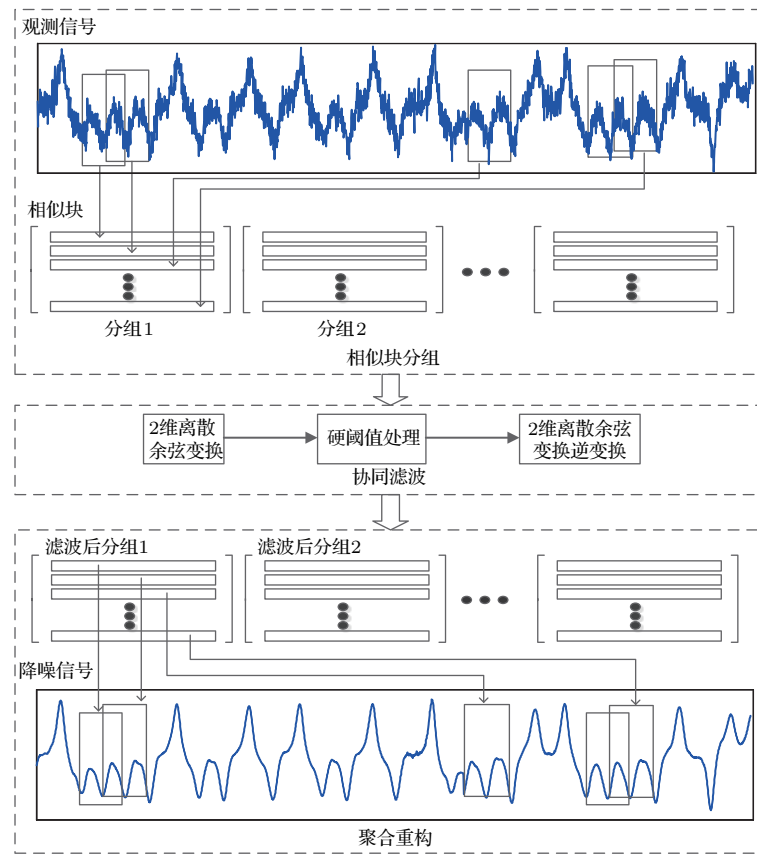 观测信号
相似块
分组1
分组2
相似块分组
2维离散
余弦变换
硬阈值处理
2维离散余弦
变换逆变换
协同滤波
滤波后分组1
滤波后分组2
降噪信号
聚合重构